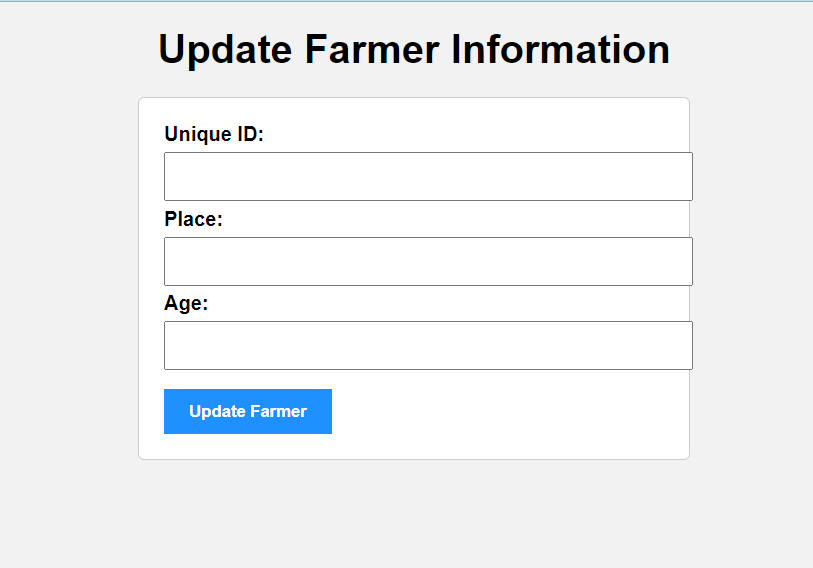 Update Farmer Information
Unique ID:
Place:
Age:
Update Farmer